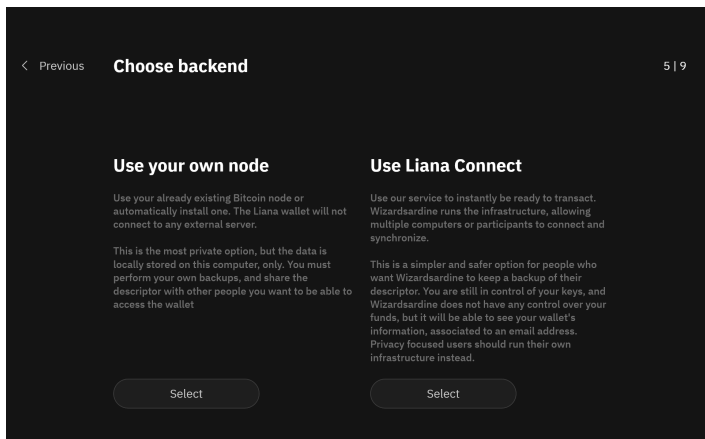 Previous
Choose backend
5 | 9
Use your own node
Use your already existing Bitcoin node or
automatically install one. The Liana wallet will not
connect to any external server.
This is the most private option, but the data is
locally stored on this computer, only. You must
perform your own backups, and share the
descriptor with other people you want to be able to
access the wallet
Select
Use Liana Connect
Use our service to instantly be ready to transact.
Wizardsardine runs the infrastructure, allowing
multiple computers or participants to connect and
synchronize.
This is a simpler and safer option for people who
want Wizardsardine to keep a backup of their
descriptor. You are still in control of your keys, and
Wizardsardine does not have any control over your
funds, but it will be able to see your wallet's
information, associated to an email address.
Privacy focused users should run their own
infrastructure instead.
Select